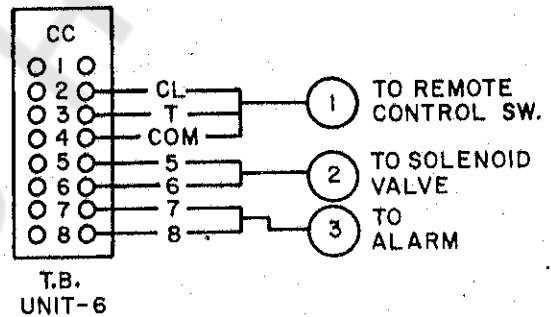 CC
1
2 CL
3 T
4 COM
5 5
6 6
7 7
8 8
1 TO REMOTE
CONTROL SW.
2 TO SOLENOID
VALVE
3 TO
ALARM
T.B.
UNIT-6